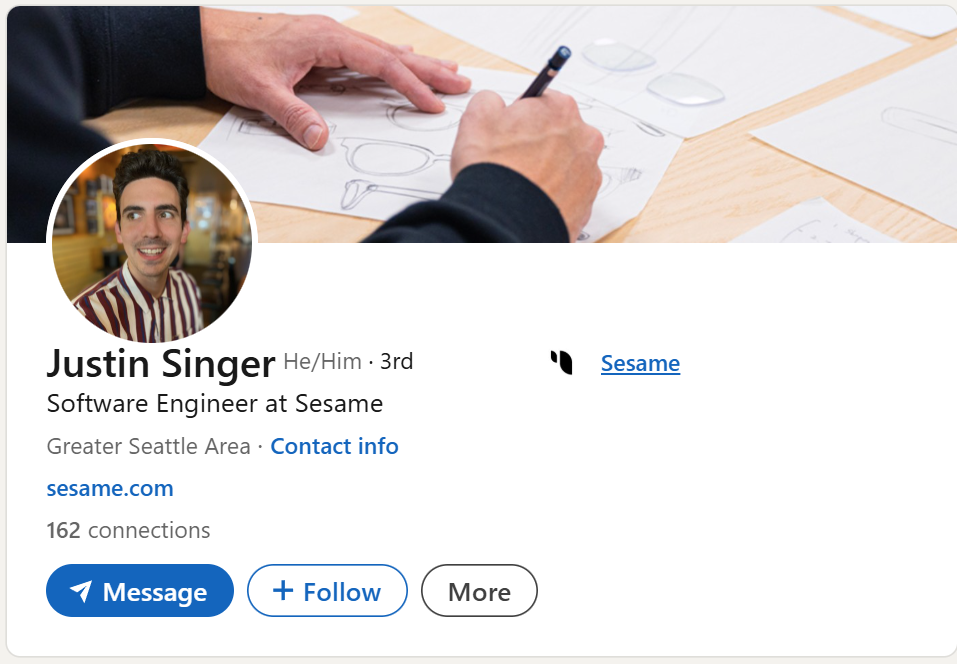 Justin Singer He/Him · 3rd
Sesame
Software Engineer at Sesame
Greater Seattle Area · Contact info
sesame.com
162 connections
Message
+ Follow
More